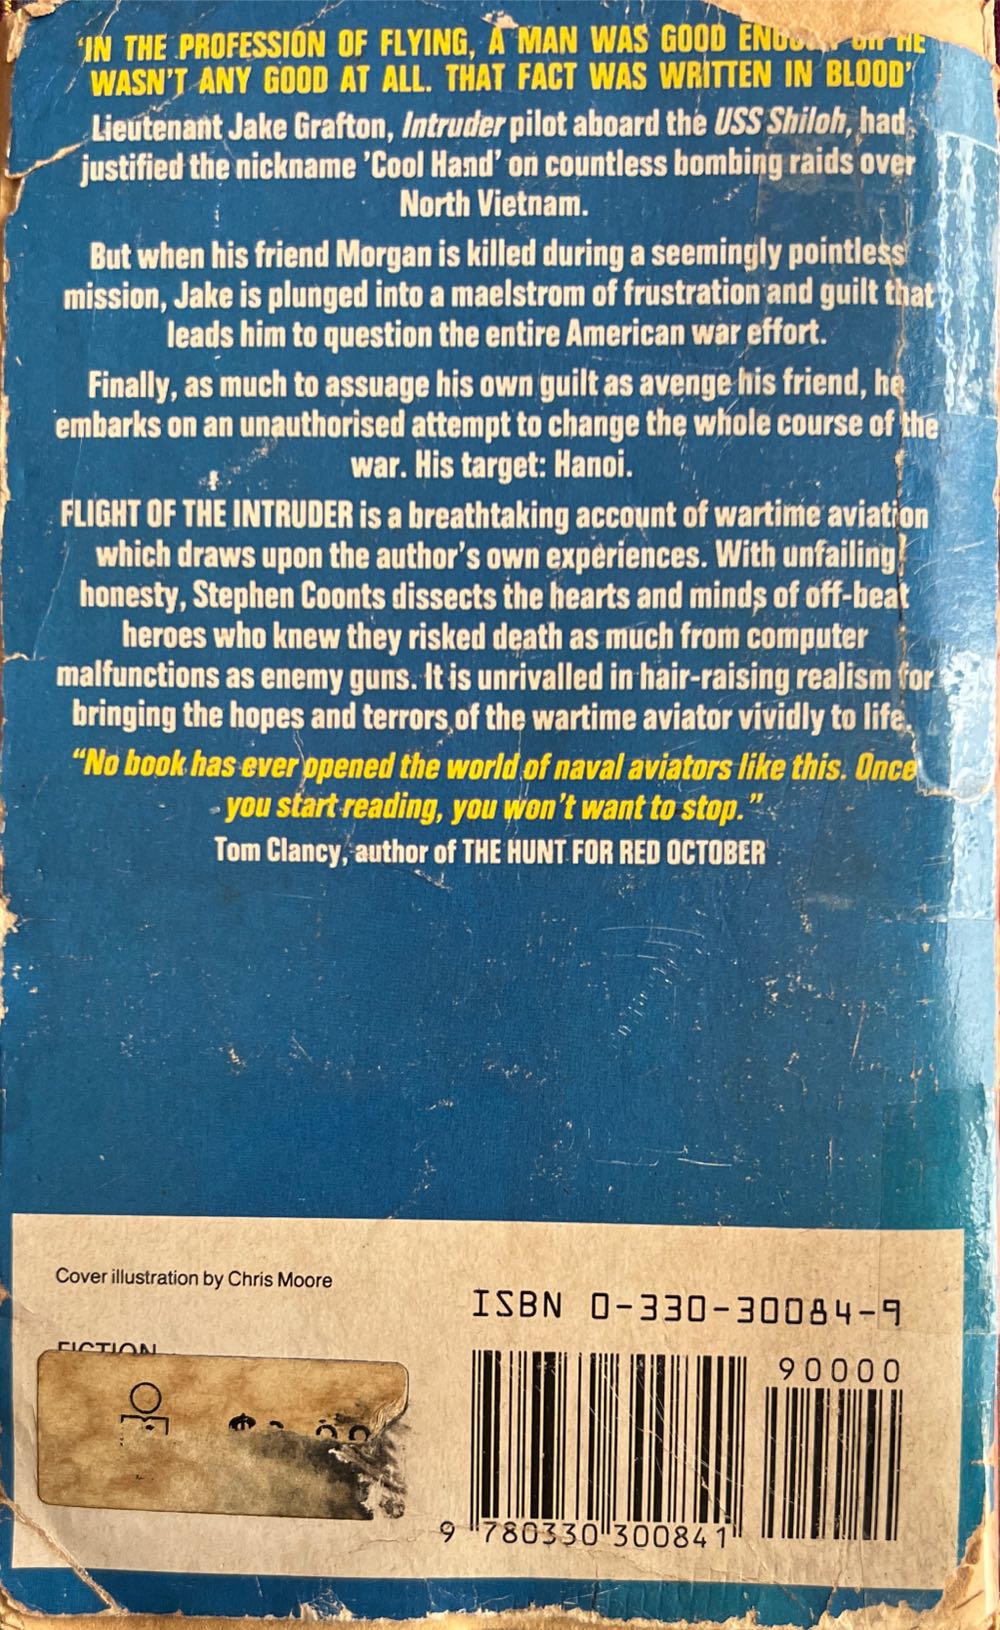 'IN THE PROFESSION OF FLYING, A MAN WAS GOOD HE
WASN'T ANY GOOD AT ALL. THAT FACT WAS WRITTEN IN BLOOD'
Lieutenant Jake Grafton, Intruder pilot aboard the USS Shiloh, had
justified the nickname 'Cool Hand' on countless bombing raids over
North Vietnam.
But when his friend Morgan is killed during a seemingly pointless
mission, Jake is plunged into a maelstrom of frustration and guilt that
leads him to question the entire American war effort.
Finally, as much to assuage his own guilt as avenge his friend, he
embarks on an unauthorised attempt to change the whole course of the
war. His target: Hanoi.
FLIGHT OF THE INTRUDER is a breathtaking account of wartime aviation
which draws upon the author's own experiences. With unfailing
honesty, Stephen Coonts dissects the hearts and minds of off-beat
heroes who knew they risked death as much from computer
malfunctions as enemy guns. It is unrivalled in hair-raising realism for
bringing the hopes and terrors of the wartime aviator vividly to life.
"No book has ever opened the world of naval aviators like this. Once
you start reading, you won't want to stop."
Tom Clancy, author of THE HUNT FOR RED OCTOBER
Cover illustration by Chris Moore
FICTION
ISBN 0-330-30084-9
90000
9 780330 300841